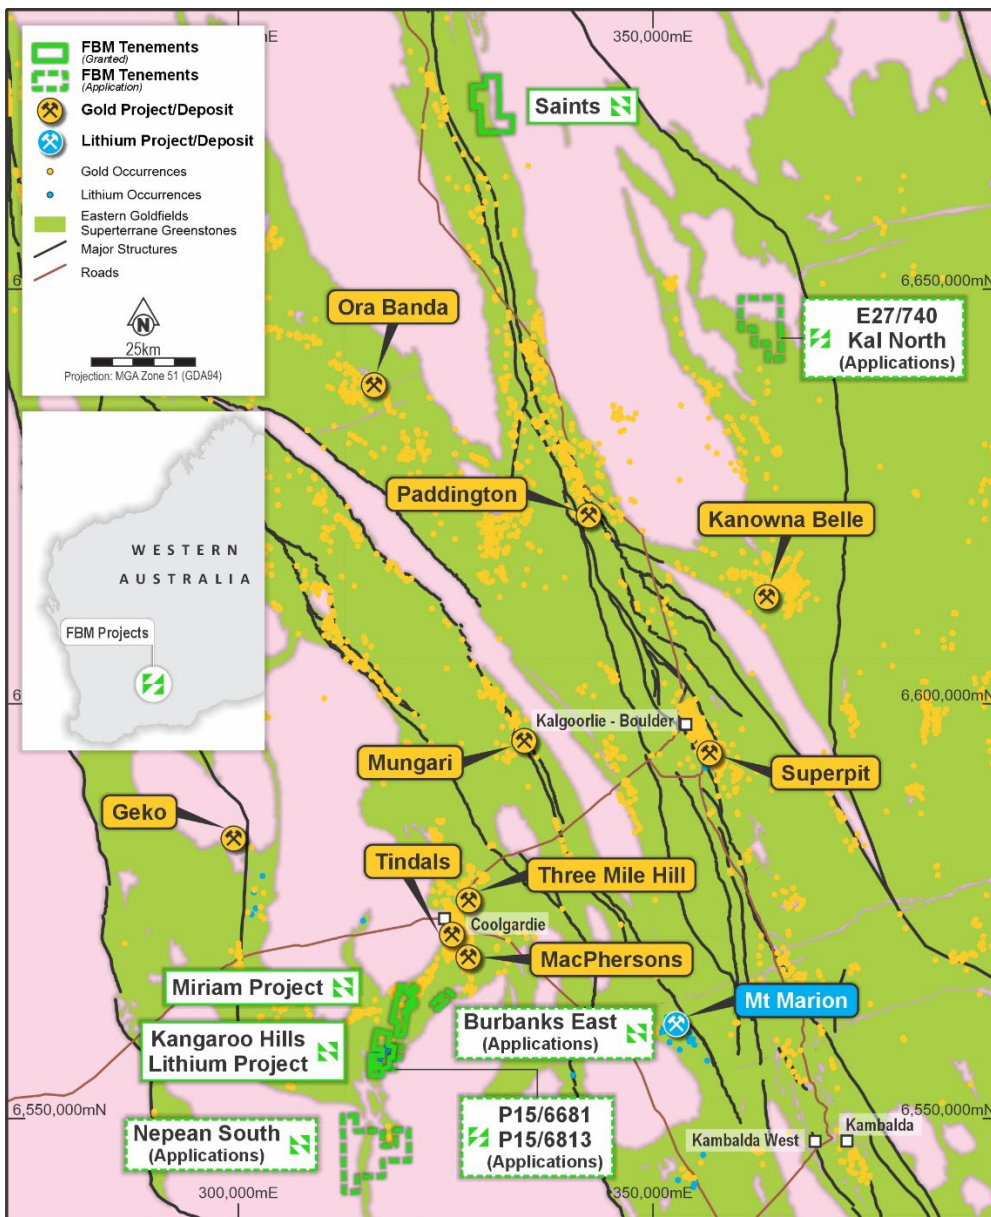 mE
350,000mE
FBM Tenements
(Granted)
FBM Tenements
(Application)
Gold Project/Deposit
Lithium Project/Deposit
Gold Occurrences
Lithium Occurrences
Eastern Goldfields
Superterrane Greenstones
Major Structures
Roads
N
25km
Projection: MGA Zone 51 (GDA94)
Saints
6,650,000mN
E27/740
Kal North
(Applications)
Ora Banda
WESTERN
AUSTRALIA
FBM Projects
Paddington
Kanowna Belle
6,600,000mN
Kalgoorlie - Boulder
Mungari
Superpit
Geko
Tindals
Three Mile Hill
Coolgardie
MacPhersons
Miriam Project
Mt Marion
Kangaroo Hills
Lithium Project
Burbanks East
(Applications)
6,550,000mN
P15/6681
P15/6813
(Applications)
6,550,000mN
Nepean South
(Applications)
Kambalda West
Kambalda
300,000mE
350,000mE